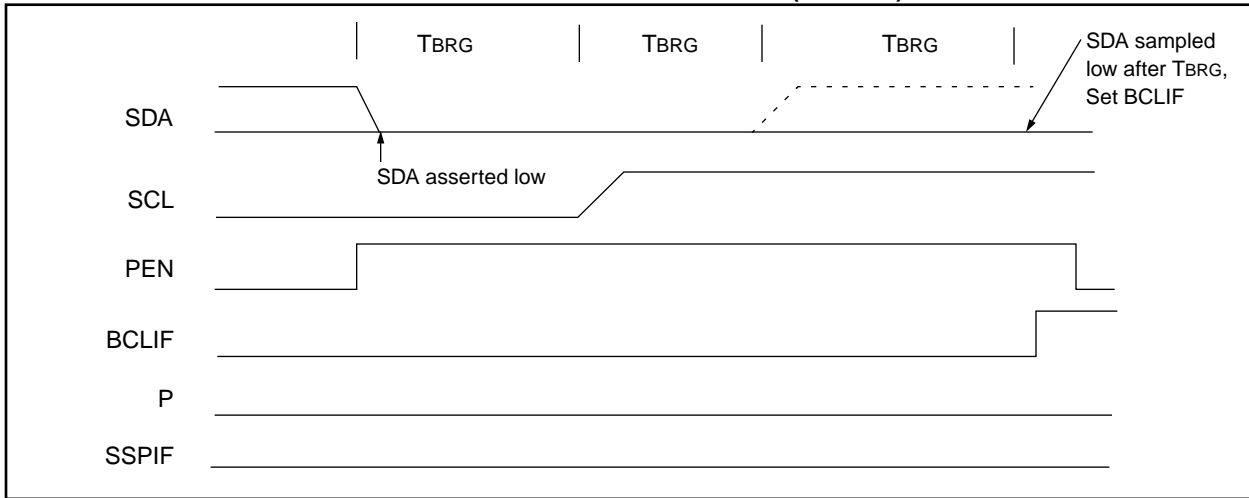 TBRG TBRG TBRG
SDA sampled
low after TBRG,
Set BCLIF
SDA
SDA asserted low
SCL
PEN
BCLIF
P
SSPIF